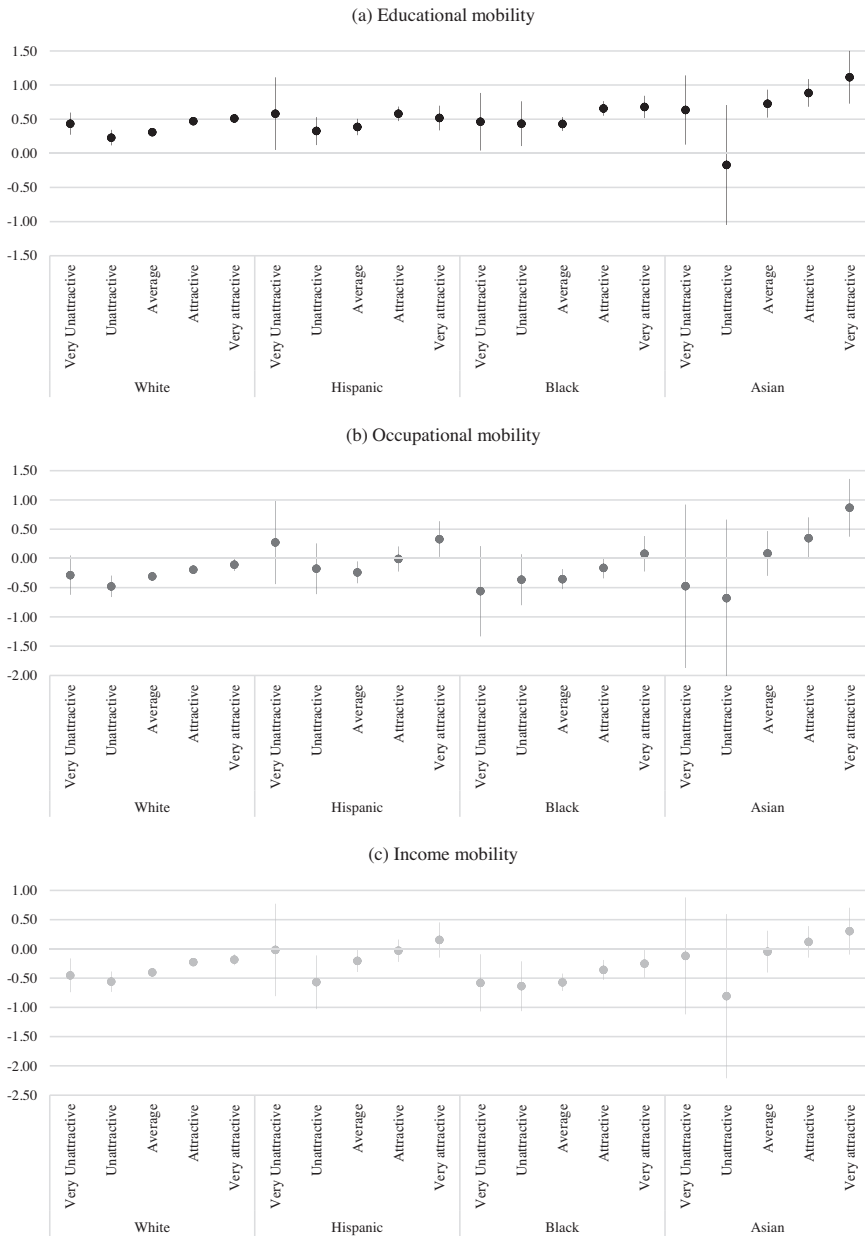 (a) Educational mobility
1.50
1.00
0.50
0.00
-0.50
-1.00
-1.50
Very Unattractive
Unattractive
Average
Attractive
Very attractive
Very Unattractive
Unattractive
Average
Attractive
Very attractive
Very Unattractive
Unattractive
Average
Attractive
Very attractive
Very Unattractive
Unattractive
Average
Attractive
Very attractive
White
Hispanic
Black
Asian
(b) Occupational mobility
1.50
1.00
0.50
0.00
-0.50
-1.00
-1.50
-2.00
Very Unattractive
Unattractive
Average
Attractive
Very attractive
Very Unattractive
Unattractive
Average
Attractive
Very attractive
Very Unattractive
Unattractive
Average
Attractive
Very attractive
Very Unattractive
Unattractive
Average
Attractive
Very attractive
White
Hispanic
Black
Asian
(c) Income mobility
1.00
0.50
0.00
-0.50
-1.00
-1.50
-2.00
-2.50
Very Unattractive
Unattractive
Average
Attractive
Very attractive
Very Unattractive
Unattractive
Average
Attractive
Very attractive
Very Unattractive
Unattractive
Average
Attractive
Very attractive
Very Unattractive
Unattractive
Average
Attractive
Very attractive
White
Hispanic
Black
Asian